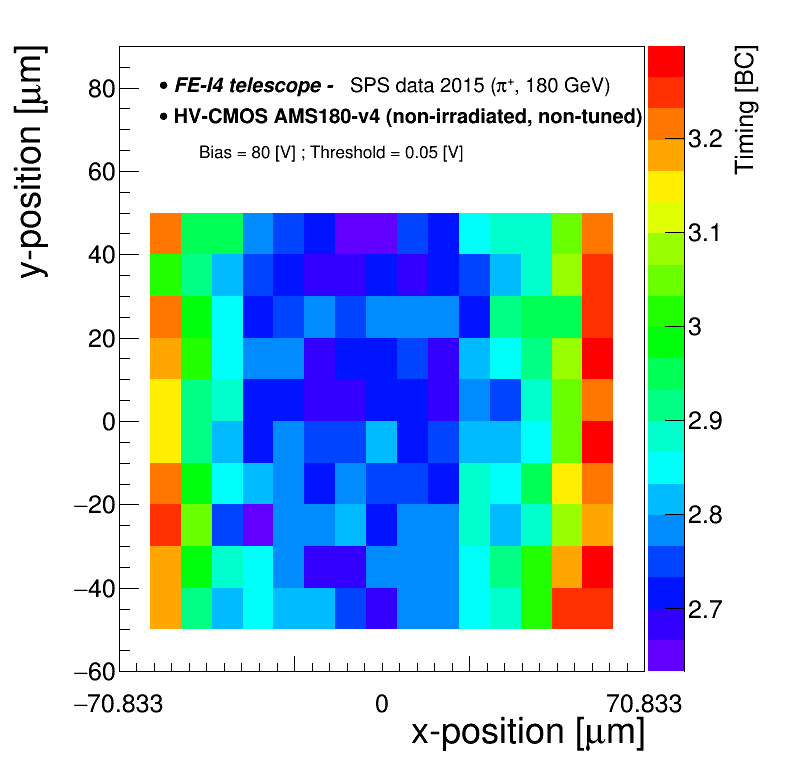 • FE-I4 telescope - SPS data 2015 (π⁺, 180 GeV)
• HV-CMOS AMS180-v4 (non-irradiated, non-tuned)
Bias = 80 [V] ; Threshold = 0.05 [V]
y-position [μm]
80
60
40
20
0
−20
−40
−60
−70.833
0
70.833
x-position [μm]
Timing [BC]
3.2
3.1
3
2.9
2.8
2.7